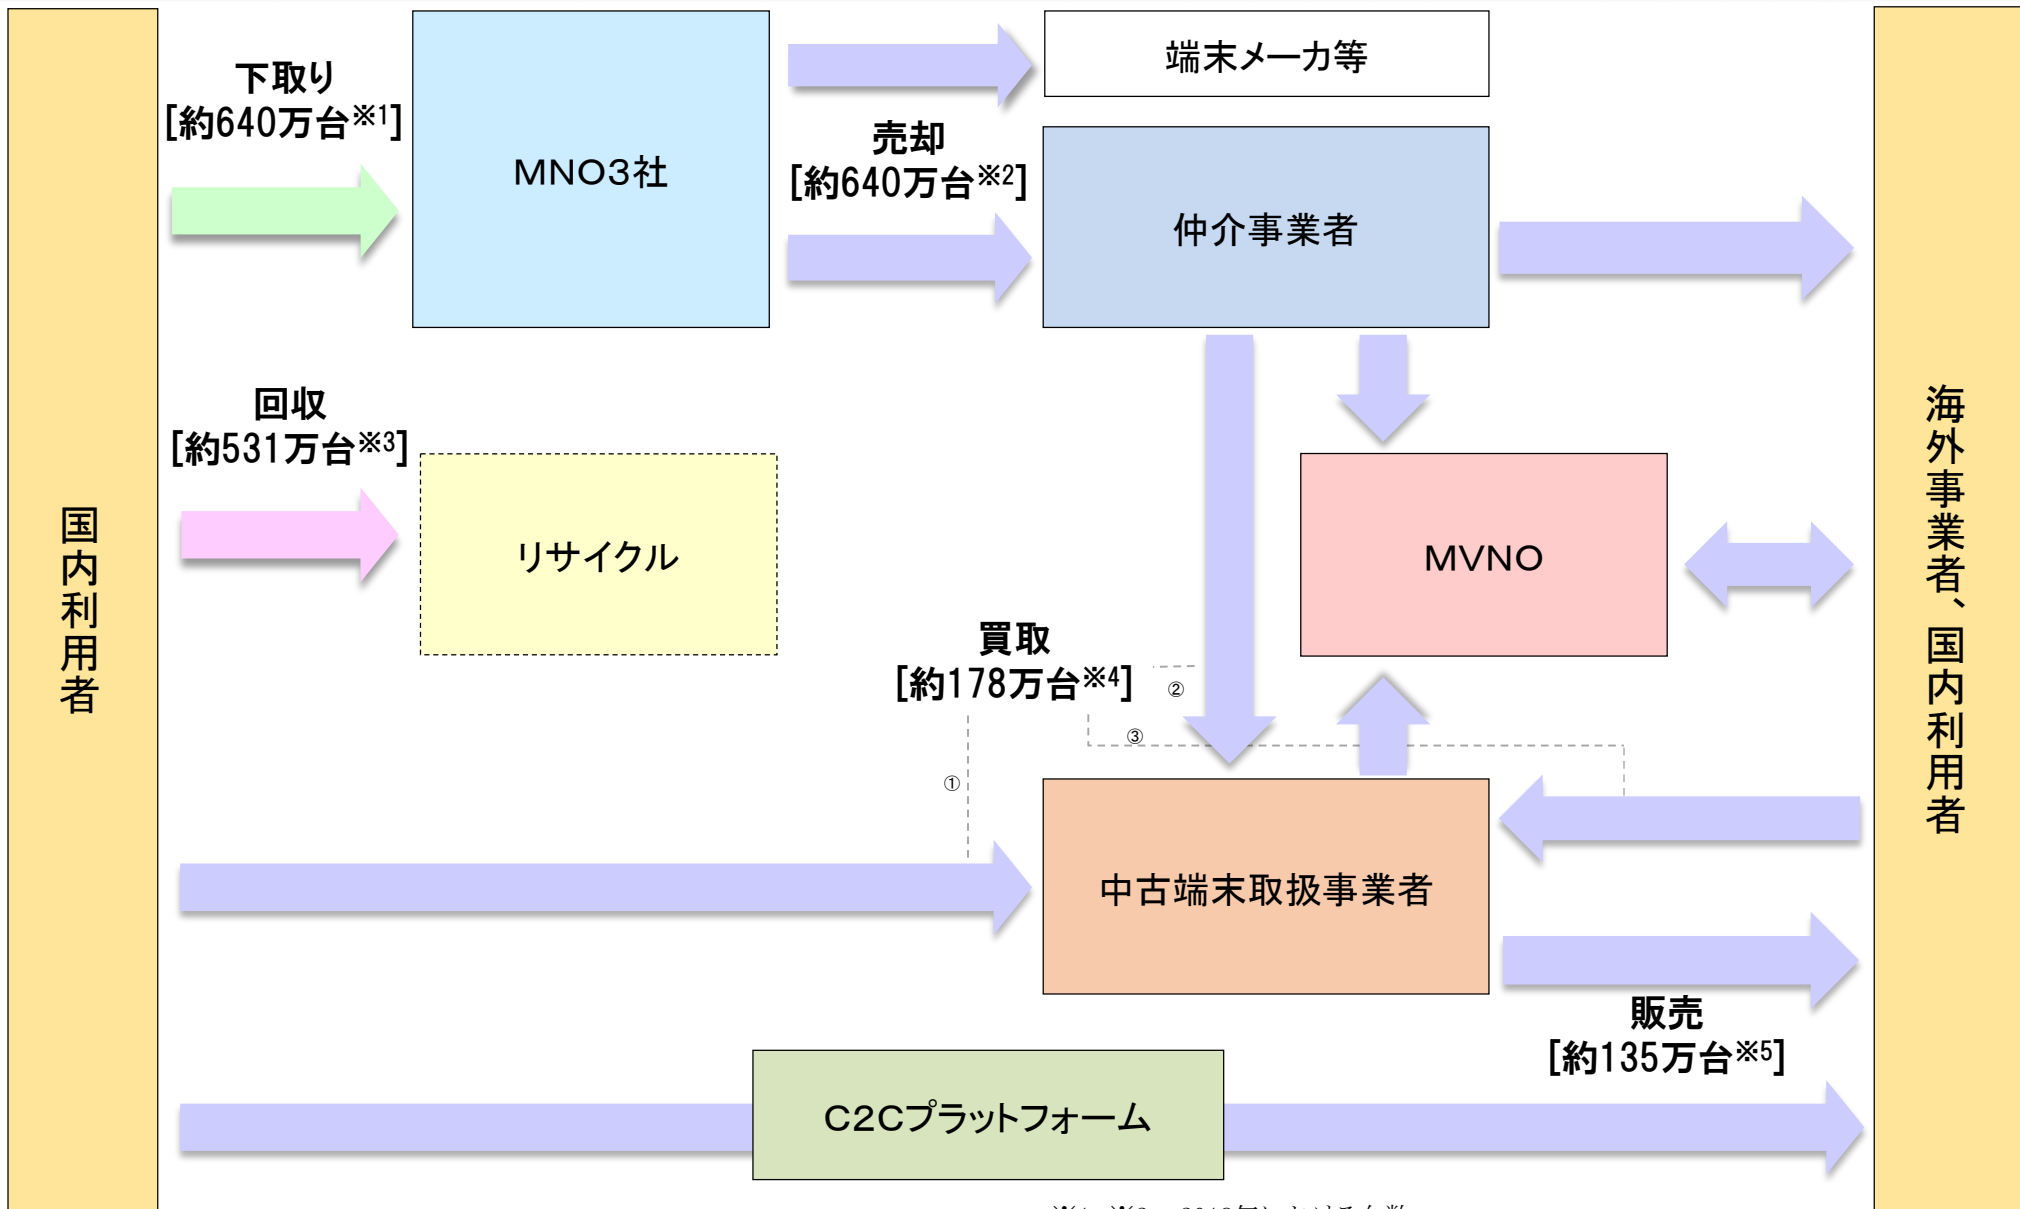 下取り
[約640万台※1]
MNO3社
端末メーカ等
売却
[約640万台※2]
仲介事業者
回収
[約531万台※3]
リサイクル
MVNO
国内利用者
海外事業者、国内利用者
買取
[約178万台※4]
②
③
①
中古端末取扱事業者
販売
[約135万台※5]
C2Cプラットフォーム